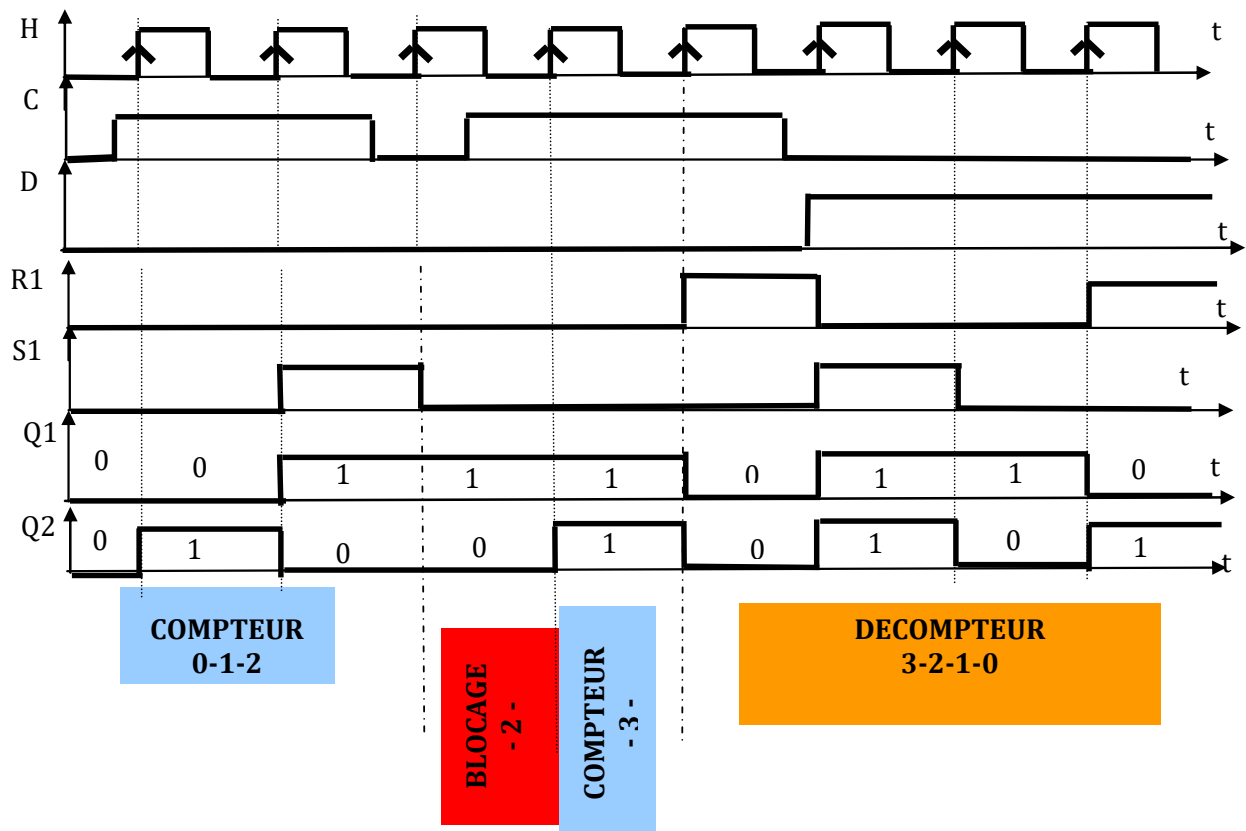 H
t
C
t
D
t
R1
t
S1
t
Q1
0 0 1 1 1 0 1 1 0
t
Q2
0 1 0 0 1 0 1 0 1
t
COMPTEUR
0-1-2
BLOCAGE
- 2 -
COMPTEUR
- 3 -
DECOMPTEUR
3-2-1-0